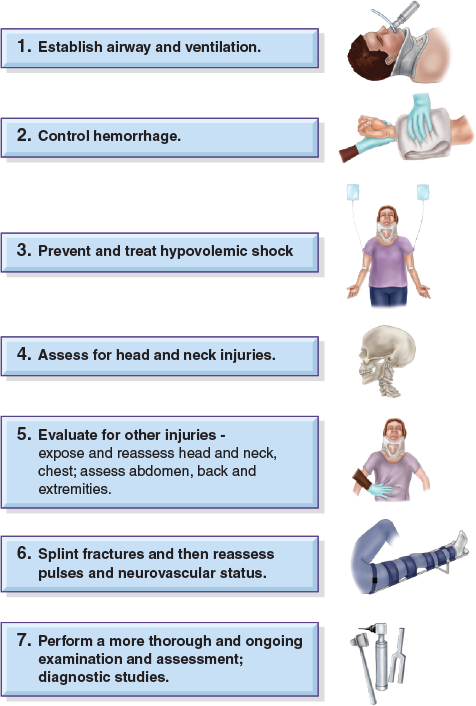 1. Establish airway and ventilation.
2. Control hemorrhage.
3. Prevent and treat hypovolemic shock
4. Assess for head and neck injuries.
5. Evaluate for other injuries -
expose and reassess head and neck,
chest; assess abdomen, back and
extremities.
6. Splint fractures and then reassess
pulses and neurovascular status.
7. Perform a more thorough and ongoing
examination and assessment;
diagnostic studies.